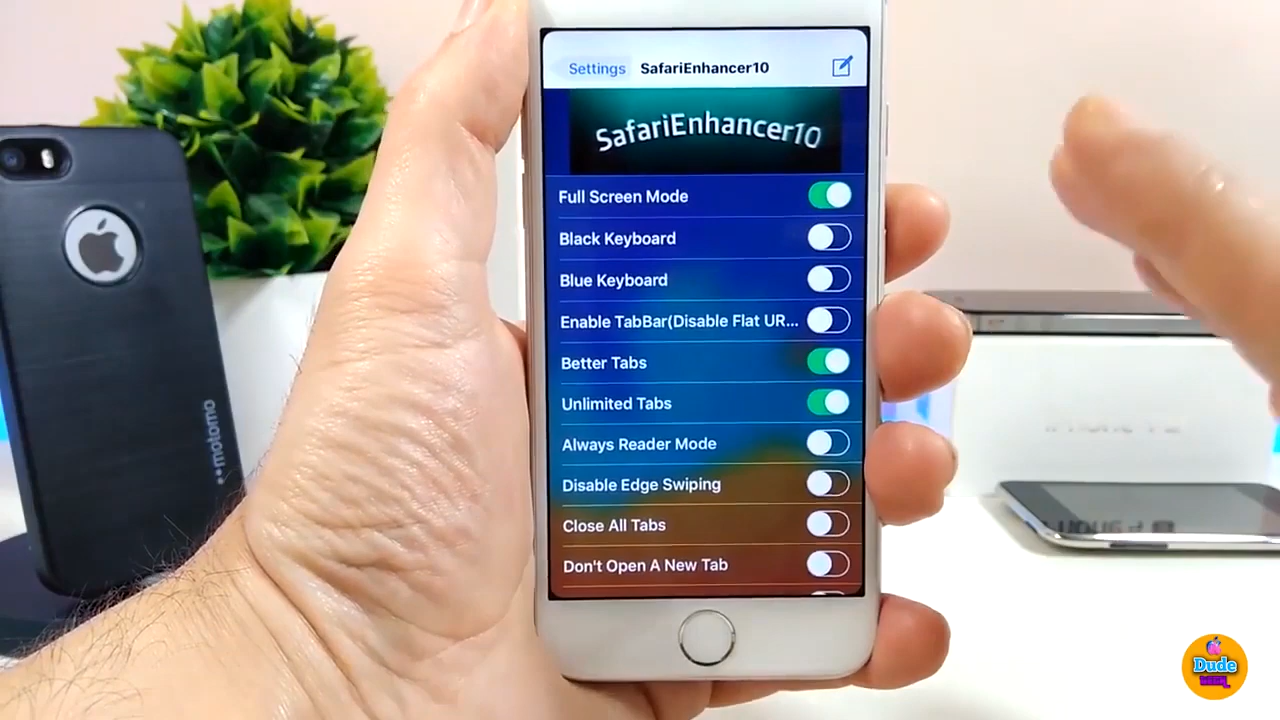 Settings
SafariEnhancer10
SafariEnhancer10
Full Screen Mode
Black Keyboard
Blue Keyboard
Enable TabBar(Disable Flat UR...
Better Tabs
Unlimited Tabs
Always Reader Mode
Disable Edge Swiping
Close All Tabs
Don't Open A New Tab
motomo
Dude